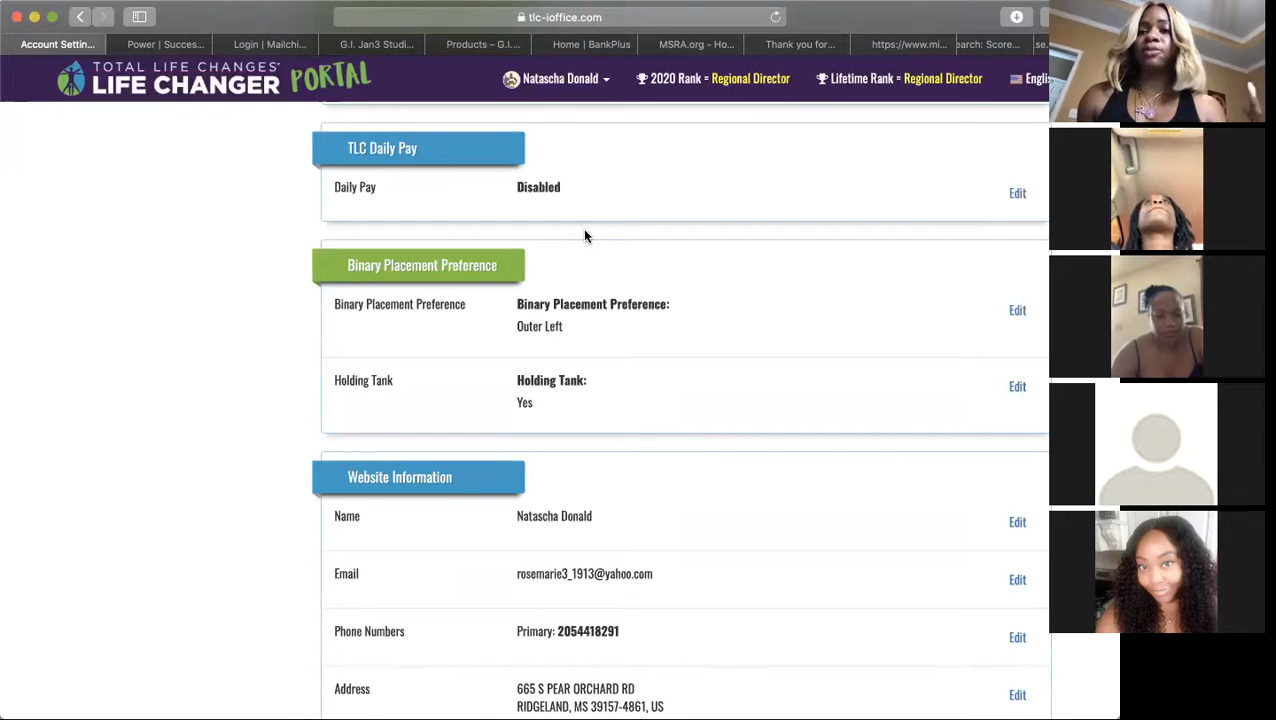 tlc-ioffice.com
Account Settin...
Power | Succes...
Login | Mailchi...
G.I. Jan3 Studi...
Products – G.I....
Home | BankPlus
MSRA.org - Ho...
Thank you for...
https://www.mi...
earch: Score...
se.
TOTAL LIFE CHANGES®
LIFE CHANGER PORTAL
Natascha Donald
2020 Rank = Regional Director
Lifetime Rank = Regional Director
Englis
TLC Daily Pay
Daily Pay Disabled Edit
Binary Placement Preference
Binary Placement Preference Binary Placement Preference: Edit
Outer Left
Holding Tank Holding Tank: Edit
Yes
Website Information
Name Natascha Donald Edit
Email rosemarie3_1913@yahoo.com Edit
Phone Numbers Primary: 2054418291 Edit
Address 665 S PEAR ORCHARD RD Edit
RIDGELAND, MS 39157-4861, US